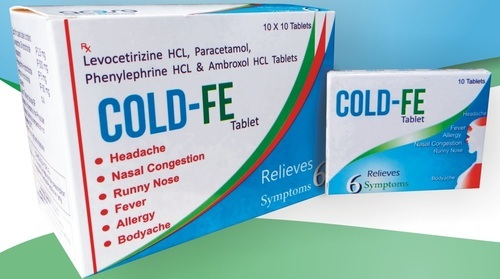 Rx
10 X 10 Tablets
Levocetirizine HCL, Paracetamol,
Phenylephrine HCL & Ambroxol HCL Tablets
COLD-FE
Tablet
• Headache
• Nasal Congestion
• Runny Nose
• Fever
• Allergy
• Bodyache
Relieves 6
Symptoms
10 Tablets
COLD-FE
Tablet
Headache
Fever
Allergy
Nasal Congestion
Runny Nose
6 Relieves
Symptoms
Bodyache